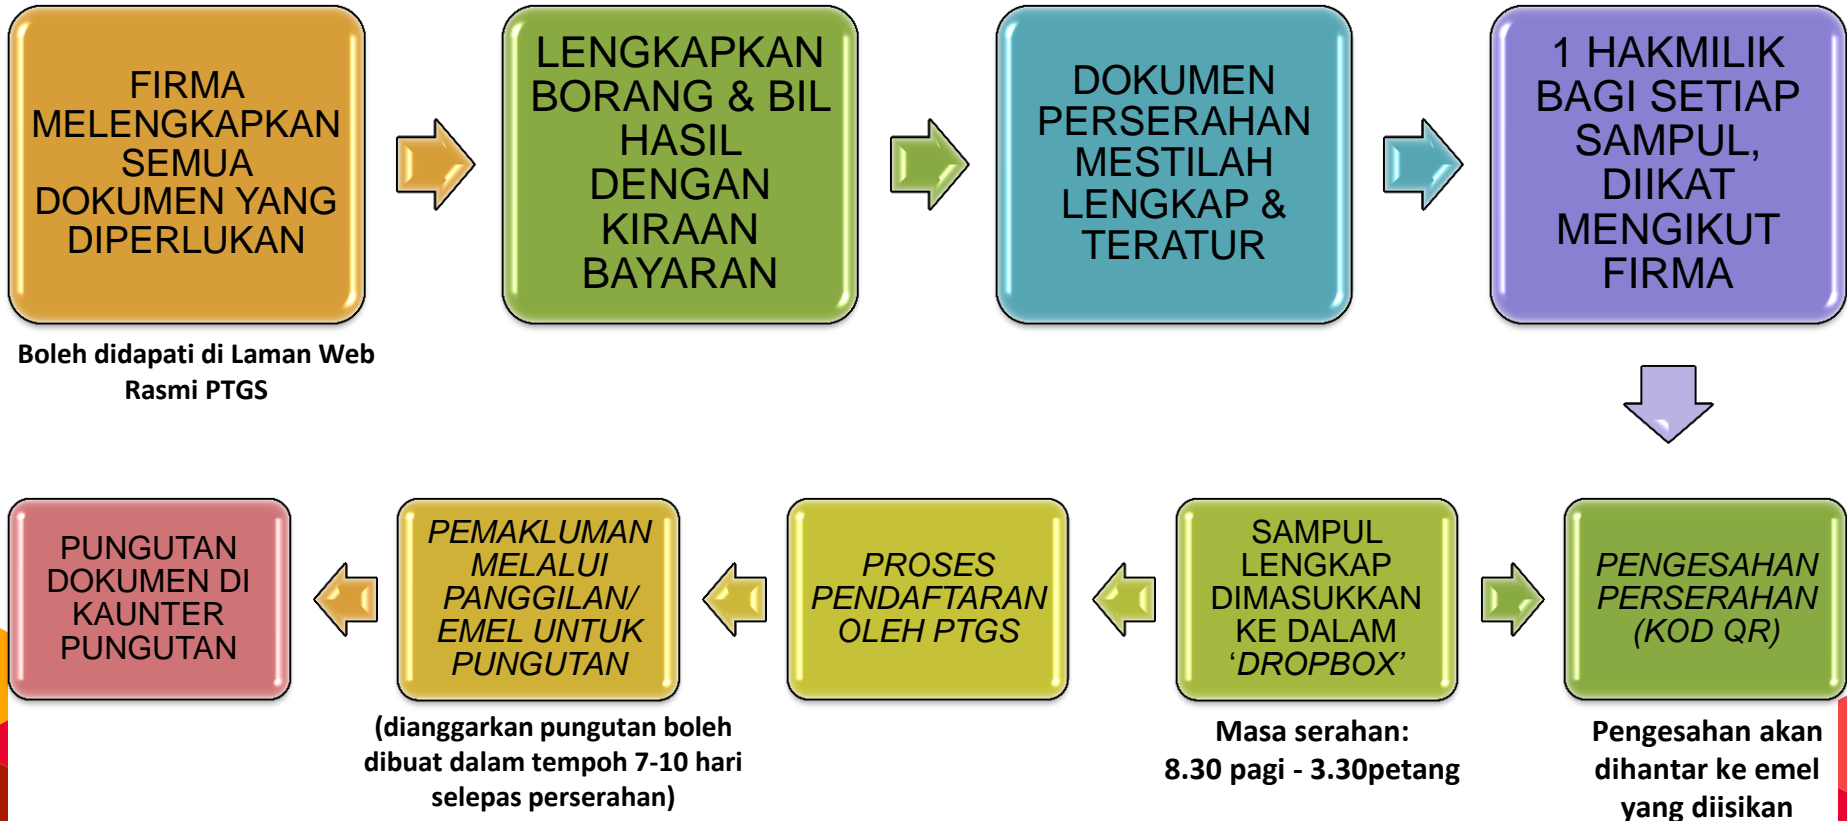 FIRMA
MELENGKAPKAN
SEMUA
DOKUMEN YANG
DIPERLUKAN
Boleh didapati di Laman Web
Rasmi PTGS
LENGKAPKAN
BORANG & BIL
HASIL
DENGAN
KIRAAN
BAYARAN
DOKUMEN
PERSERAHAN
MESTILAH
LENGKAP &
TERATUR
1 HAKMILIK
BAGI SETIAP
SAMPUL,
DIIKAT
MENGIKUT
FIRMA
PENGESAHAN
PERSERAHAN
(KOD QR)
Pengesahan akan
dihantar ke emel
yang diisikan
SAMPUL
LENGKAP
DIMASUKKAN
KE DALAM
‘DROPBOX’
Masa serahan:
8.30 pagi - 3.30petang
PROSES
PENDAFTARAN
OLEH PTGS
PEMAKLUMAN
MELALUI
PANGGILAN/
EMEL UNTUK
PUNGUTAN
(dianggarkan pungutan boleh
dibuat dalam tempoh 7-10 hari
selepas perserahan)
PUNGUTAN
DOKUMEN DI
KAUNTER
PUNGUTAN